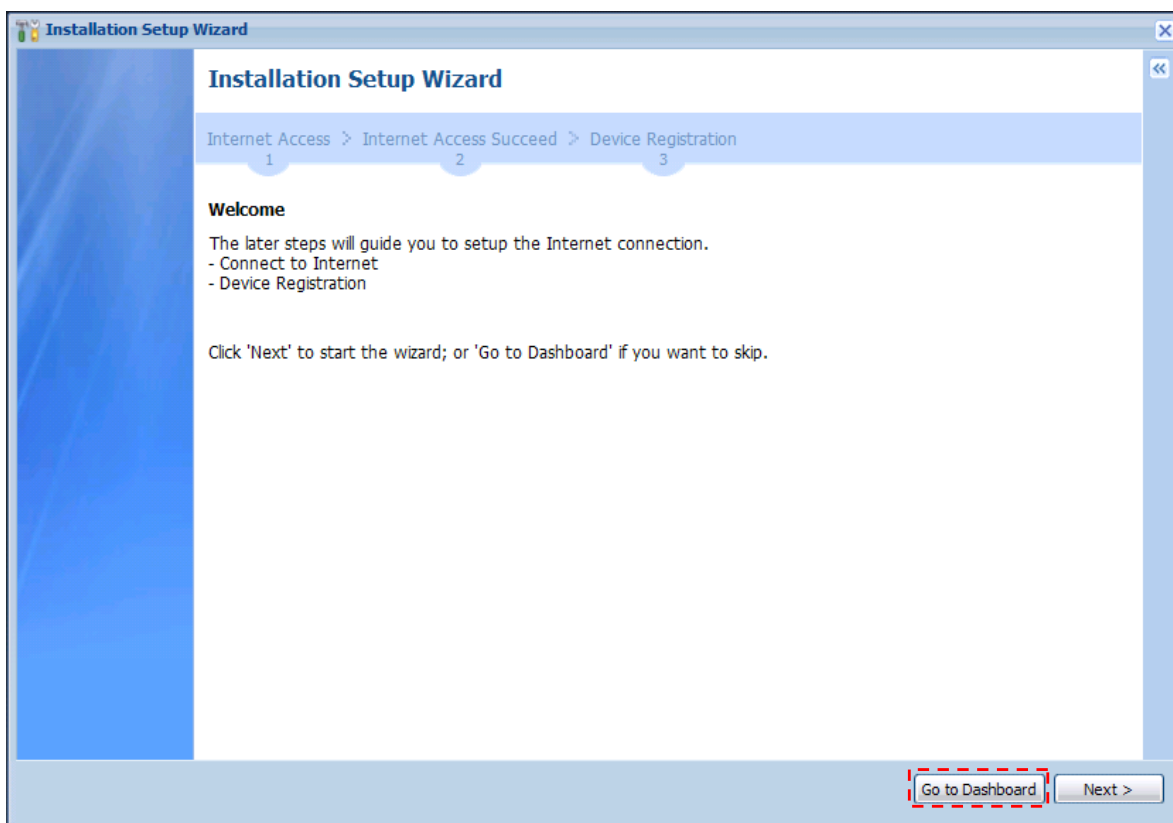 Installation Setup Wizard
Installation Setup Wizard
Internet Access > Internet Access Succeed > Device Registration
1 2 3
Welcome
The later steps will guide you to setup the Internet connection.
- Connect to Internet
- Device Registration
Click 'Next' to start the wizard; or 'Go to Dashboard' if you want to skip.
Go to Dashboard Next >